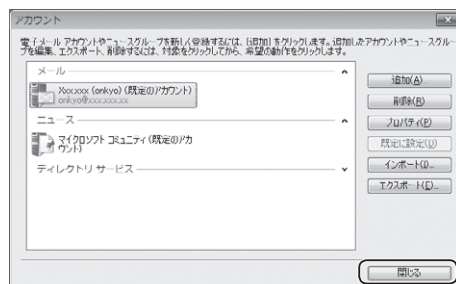 アカウント
電子メール アカウントやニュースグループを新しく登録するには、[追加] をクリックします。追加したアカウントやニュースグルー
プを編集、エクスポート、削除するには、対象をクリックしてから、希望の動作をクリックします。
メール
Xxx.xxx (onkyo) (既定のアカウント)
onkyo@xxx.xxx.xx
ニュース
マイクロソフト コミュニティ (既定のアカ
ウント)
ディレクトリ サービス
追加(A)
削除(R)
プロパティ(P)
既定に設定(D)
インポート(I)...
エクスポート(E)...
閉じる